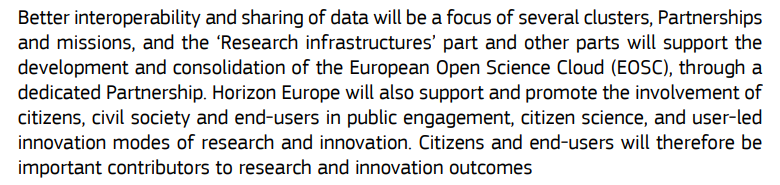 Better interoperability and sharing of data will be a focus of several clusters, Partnerships
and missions, and the ‘Research infrastructures’ part and other parts will support the
development and consolidation of the European Open Science Cloud (EOSC), through a
dedicated Partnership. Horizon Europe will also support and promote the involvement of
citizens, civil society and end-users in public engagement, citizen science, and user-led
innovation modes of research and innovation. Citizens and end-users will therefore be
important contributors to research and innovation outcomes